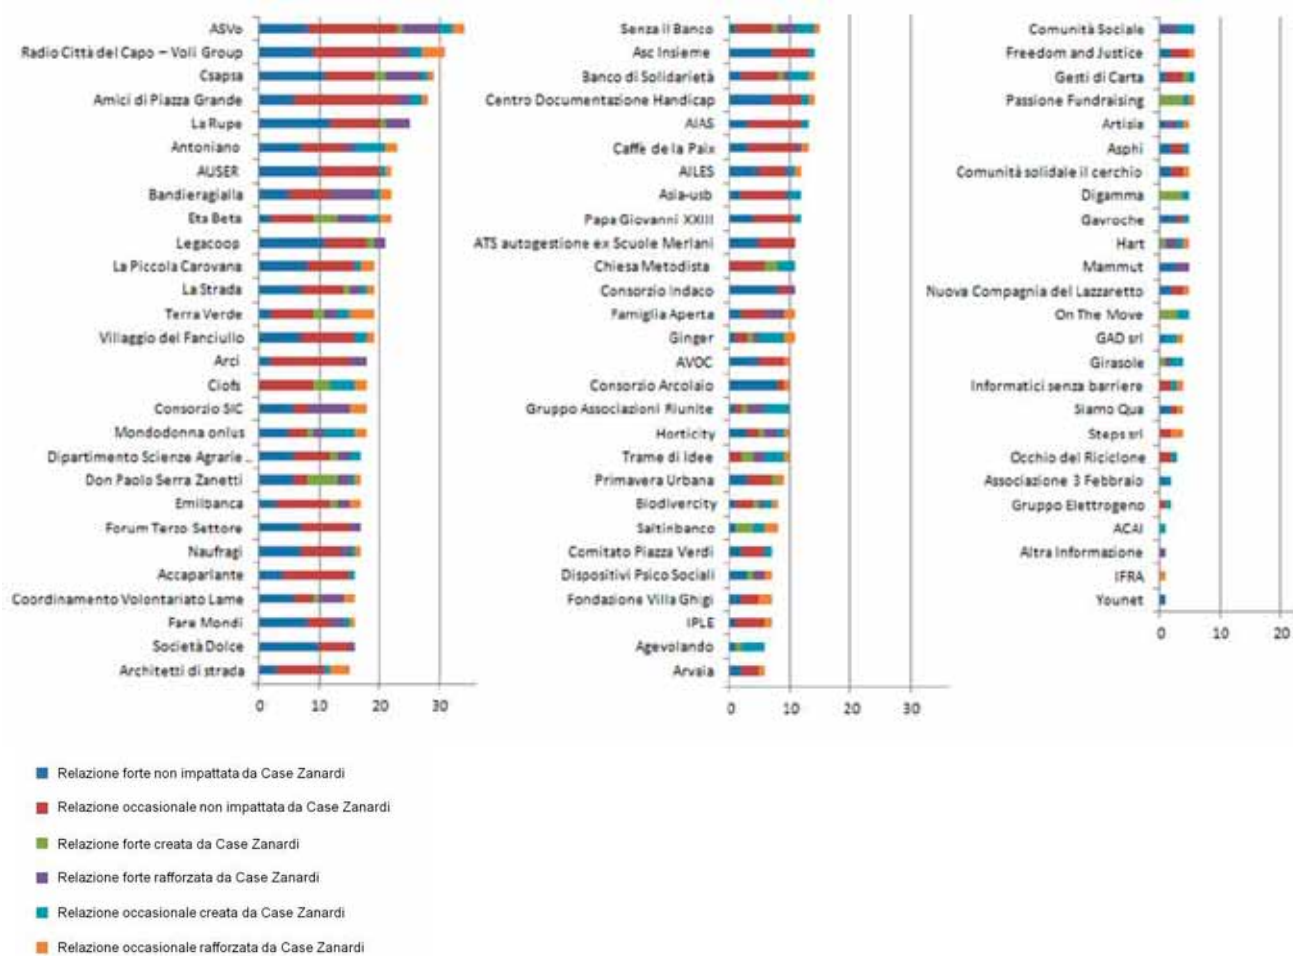 ASVo
Radio Città del Capo – Voli Group
Csapsa
Amici di Piazza Grande
La Rupe
Antoniano
AUSER
Bandieragialla
Eta Beta
Legacoop
La Piccola Carovana
La Strada
Terra Verde
Villaggio del Fanciullo
Arci
Ciofs
Consorzio SIC
Mondodonna onlus
Dipartimento Scienze Agrarie ..
Don Paolo Serra Zanetti
Emilbanca
Forum Terzo Settore
Naufragi
Accaparlante
Coordinamento Volontariato Lame
Fare Mondi
Società Dolce
Architetti di strada
0 10 20 30
Senza il Banco
Asc Insieme
Banco di Solidarietà
Centro Documentazione Handicap
AIAS
Caffè de la Paix
AILES
Asia-usb
Papa Giovanni XXIII
ATS autogestione ex Scuole Merlani
Chiesa Metodista
Consorzio Indaco
Famiglia Aperta
Ginger
AVOC
Consorzio Arcolaio
Gruppo Associazioni Riunite
Horticity
Trame di Idee
Primavera Urbana
Biodivercity
Saltinbanco
Comitato Piazza Verdi
Dispositivi Psico Sociali
Fondazione Villa Ghigi
IPLE
Agevolando
Arvaia
0 10 20 30
Comunità Sociale
Freedom and Justice
Gesti di Carta
Passione Fundraising
Artisia
Asphi
Comunità solidale il cerchio
Digamma
Gavroche
Hart
Mammut
Nuova Compagnia del Lazzaretto
On The Move
GAD srl
Girasole
Informatici senza barriere
Siamo Qua
Steps srl
Occhio del Riciclone
Associazione 3 Febbraio
Gruppo Elettrogeno
ACAI
Altra Informazione
IFRA
Younet
0 10 20
Relazione forte non impattata da Case Zanardi
Relazione occasionale non impattata da Case Zanardi
Relazione forte creata da Case Zanardi
Relazione forte rafforzata da Case Zanardi
Relazione occasionale creata da Case Zanardi
Relazione occasionale rafforzata da Case Zanardi